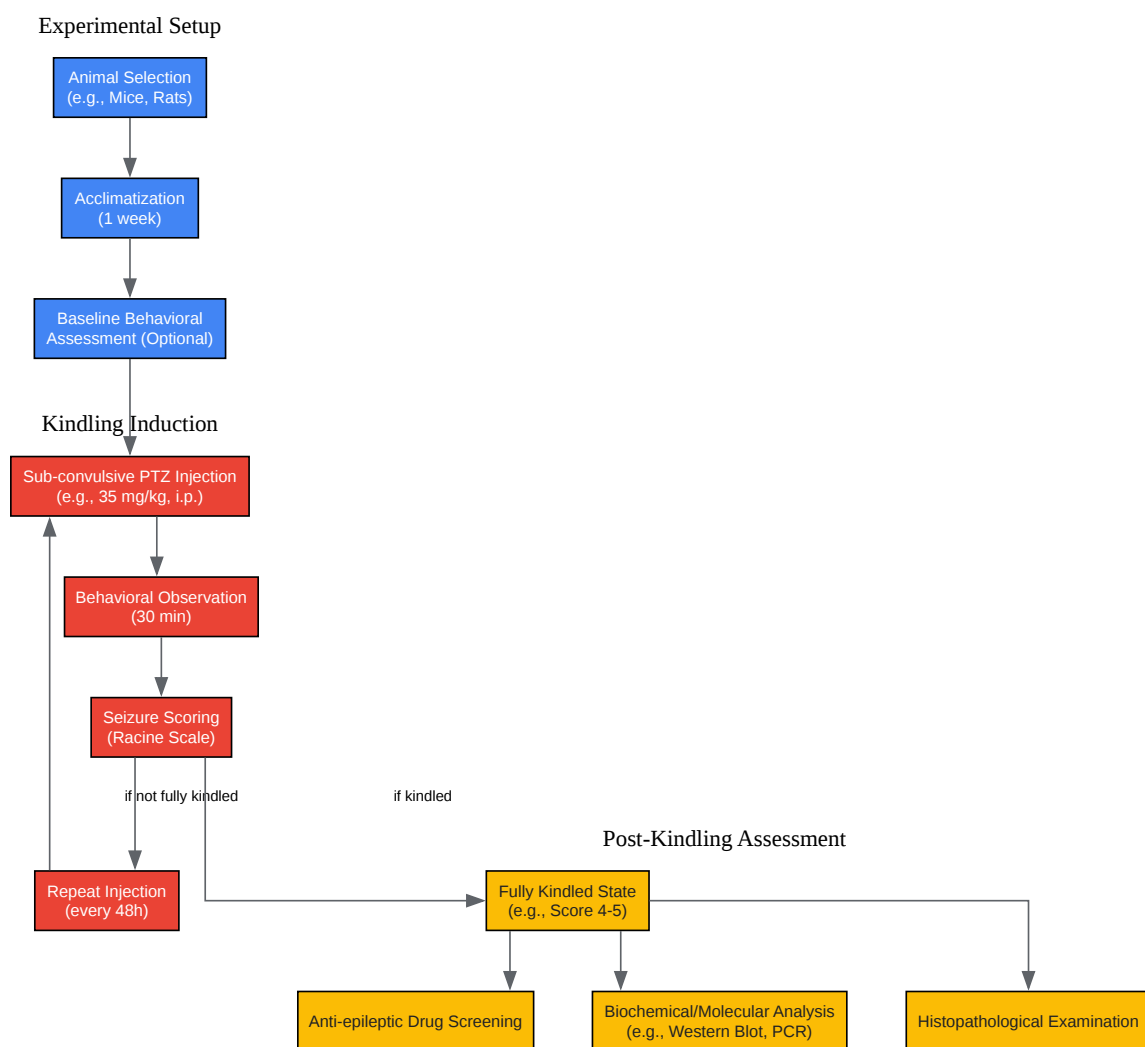 Experimental Setup
Animal Selection
(e.g., Mice, Rats)
Acclimatization
(1 week)
Baseline Behavioral
Assessment (Optional)
Kindling Induction
Sub-convulsive PTZ Injection
(e.g., 35 mg/kg, i.p.)
Behavioral Observation
(30 min)
Seizure Scoring
(Racine Scale)
if not fully kindled
if kindled
Post-Kindling Assessment
Repeat Injection
(every 48h)
Fully Kindled State
(e.g., Score 4-5)
Anti-epileptic Drug Screening
Biochemical/Molecular Analysis
(e.g., Western Blot, PCR)
Histopathological Examination